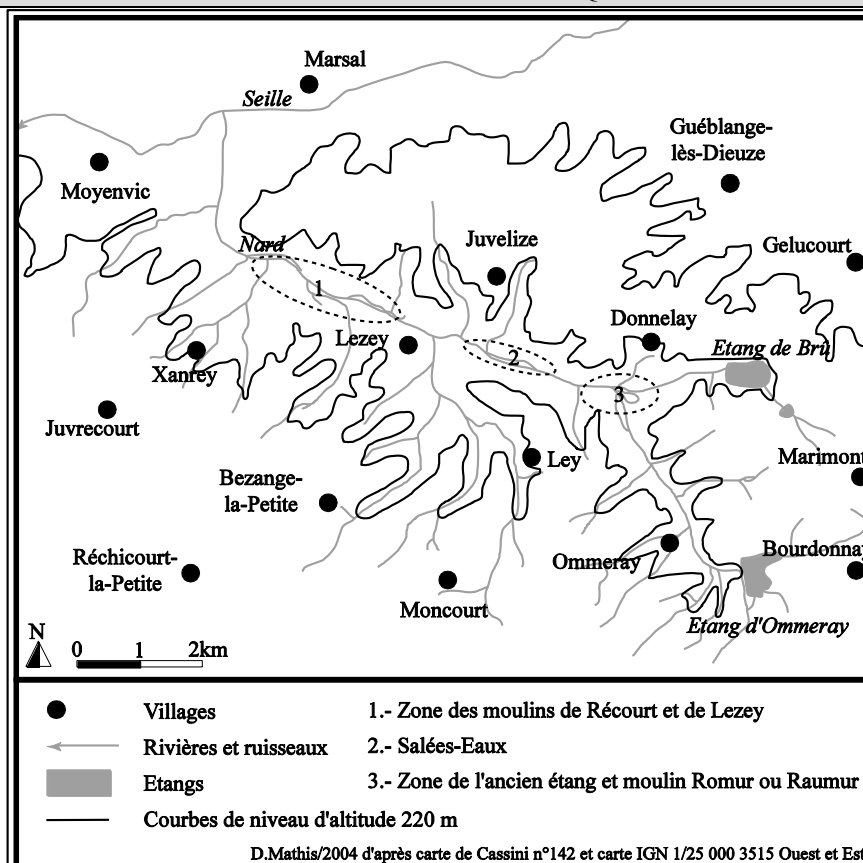 Marsal
Seille
Guéblange-
lès-Dieuze
Moyenvic
Nard
Juvelize
Gelucourt
1
Donnelay
Lezey
2
Etang de Brû
Xanrey
3
Juvrecourt
Ley
Marimont
Bezange-
la-Petite
Réchicourt-
la-Petite
Ommeray
Bourdonnay
Moncourt
Etang d'Ommeray
N
0 1 2km
Villages
1.- Zone des moulins de Récourt et de Lezey
Rivières et ruisseaux
2.- Salées-Eaux
Etangs
3.- Zone de l'ancien étang et moulin Romur ou Raumur
Courbes de niveau d'altitude 220 m
D.Mathis/2004 d'après carte de Cassini n°142 et carte IGN 1/25 000 3515 Ouest et Est